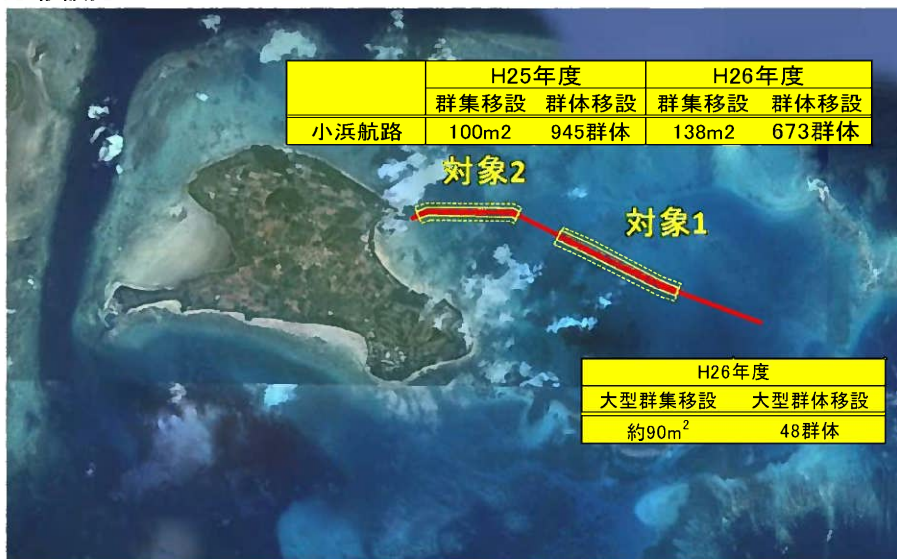 H25年度 H26年度
群集移設 群体移設 群集移設 群体移設
小浜航路 100m2 945群体 138m2 673群体
対象2
対象1
H26年度
大型群集移設 大型群体移設
約90m² 48群体